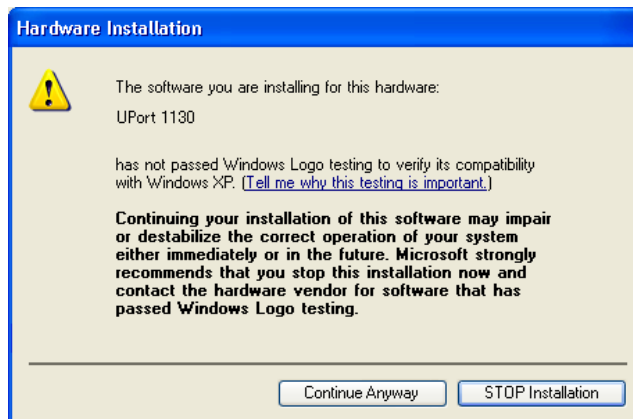 Hardware Installation
The software you are installing for this hardware:
UPort 1130
has not passed Windows Logo testing to verify its compatibility
with Windows XP. (Tell me why this testing is important.)
Continuing your installation of this software may impair
or destabilize the correct operation of your system
either immediately or in the future. Microsoft strongly
recommends that you stop this installation now and
contact the hardware vendor for software that has
passed Windows Logo testing.
Continue Anyway
STOP Installation